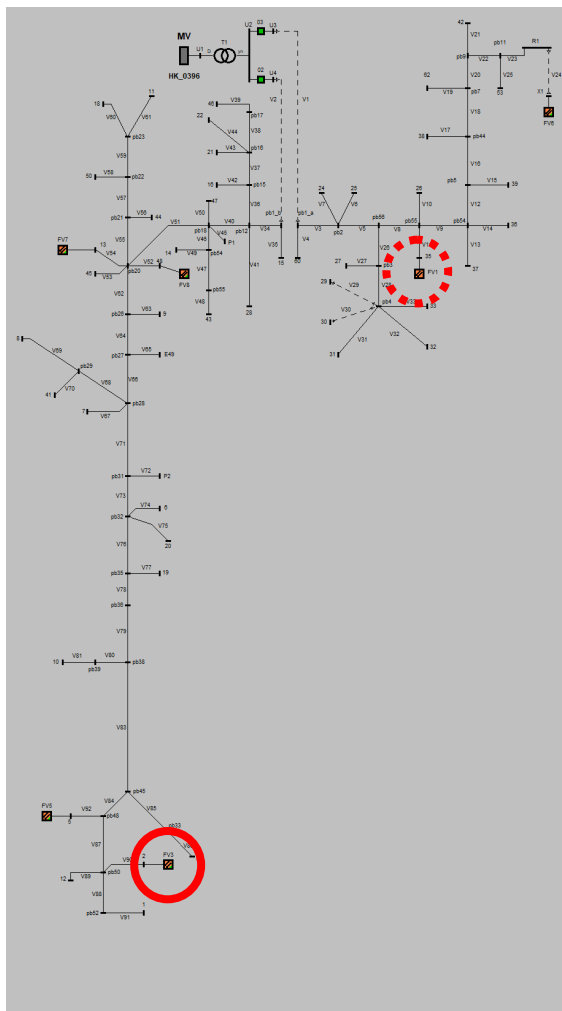 42
U2 03 U3
MV
U1 D T1 yn
HK_0396
02 U4
pb11 R1
pb9 V22 V23
V21
V20 V25 V24
62 V19 pb7 53 X1
FV6
18 11
V60 V61
pb23
46 V39 pb17
22 V44 V38
21 V43 pb16
V37
V2 V1
V18
38 V17 pb44
V16
V59
50 V58 pb22
V57
16 V42 pb15
V36
pb5 V15 39
V12
24 25
V7 V6
26
V10
47
V50
pb21 V56 44
V51 V40
pb18 V45 P1
pb12 V34
pb1_b pb1_a
V35 V4
15 60
V3 pb2 V5
pb56 V8 pb55 V9 pb54 V14 36
V13
37
FV7 13
V54 V55
45 V53 pb20
V52 48 14
FV8
V49 V46 pb54
V47
pb55
V48
43
V41
28
V26
27 V27 pb3
35
FV1
29 V29
V30 30
pb4 V33 33
V31 V32
31 32
V62
pb26 V63 9
V64
pb27 V65 E49
V66
8 V69
pb29
V68
41 V70
7 V67 pb28
V71
pb31 V72 P2
V73
V74 6
pb32 V75
20
V76
pb35 V77 19
V78
pb36
V79
10 V81 V80 pb38
pb39
V83
pb45
V84 V85
FV5 V92 pb48
5
pb33
V87
2 FV3
12 V89 pb50
V88
pb52 V91 1